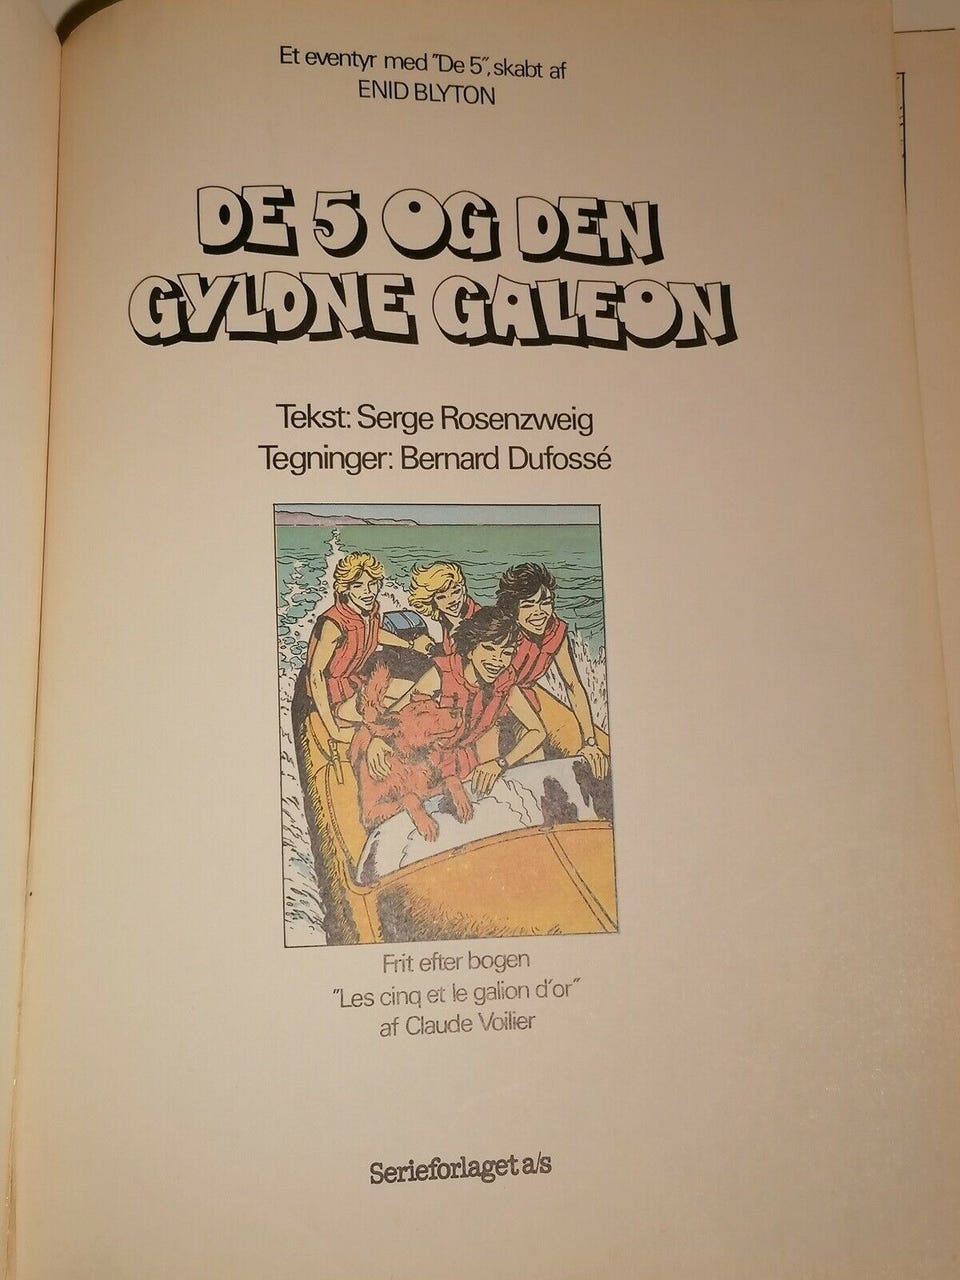 Et eventyr med "De 5", skabt af
ENID BLYTON
DE 5 OG DEN
GYLDNE GALEON
Tekst: Serge Rosenzweig
Tegninger: Bernard Dufossé
Frit efter bogen
"Les cinq et le galion d'or"
af Claude Voilier
Serieforlaget a/s